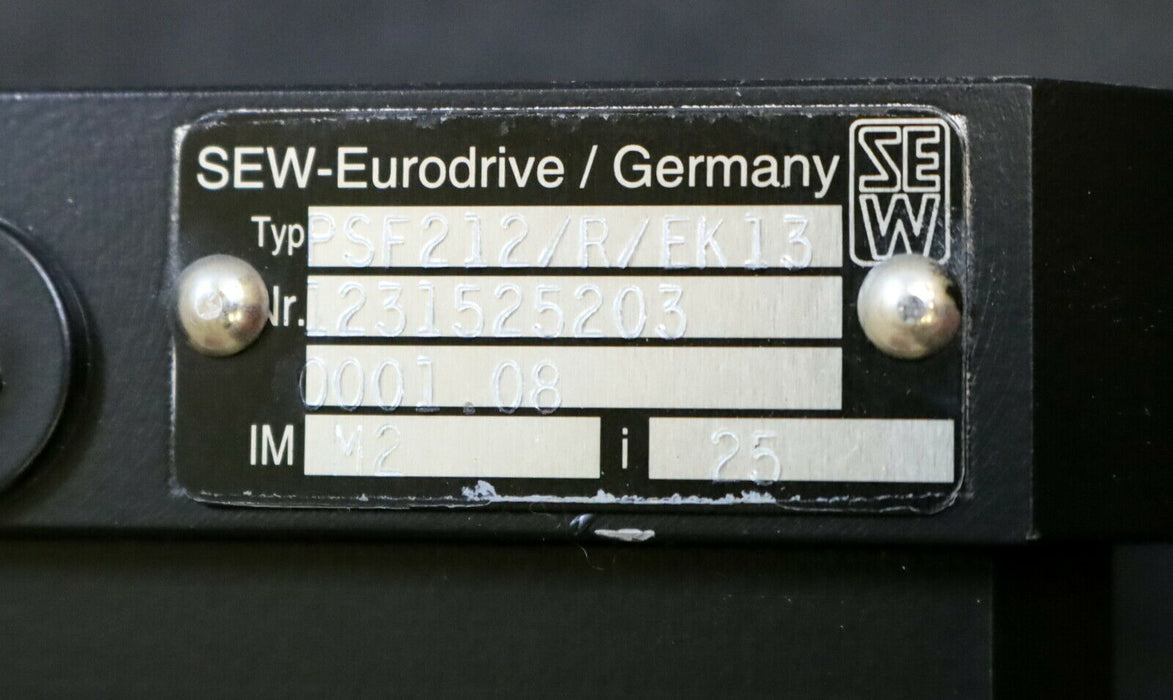 SEW-Eurodrive / Germany
SEW
Typ PSF212/R/EK13
Nr. 1231525203
0001.08
IM M2 i 25